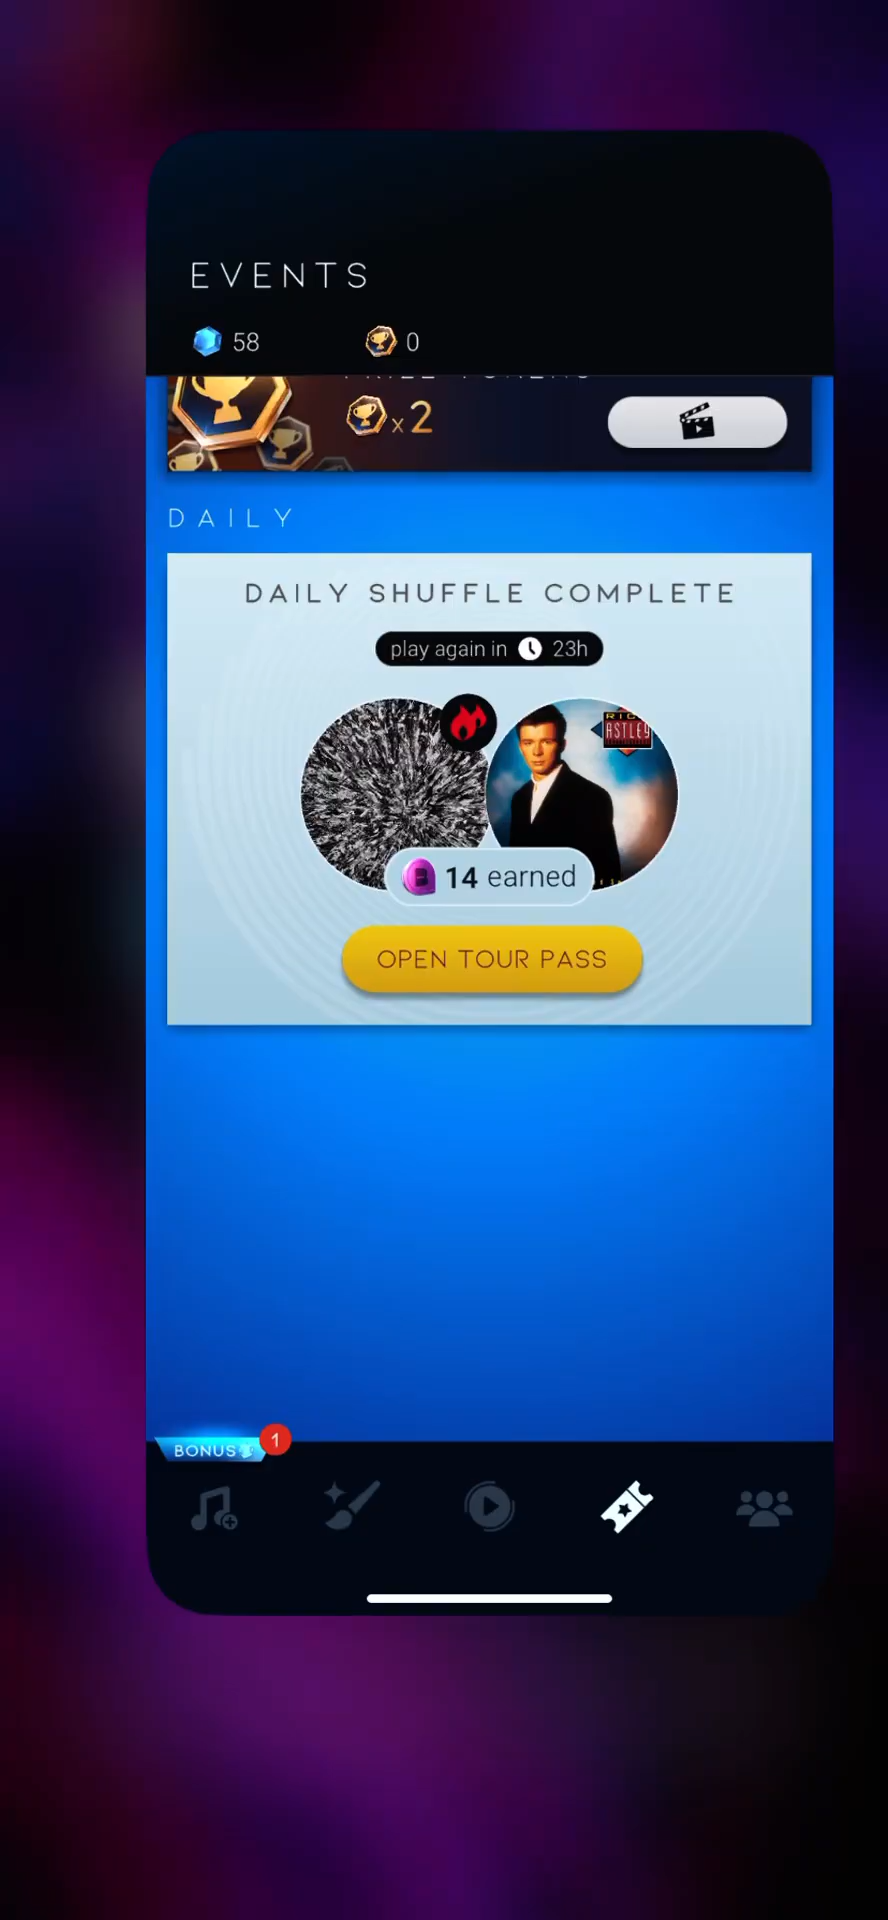 EVENTS
58
0
x2
DAILY
DAILY SHUFFLE COMPLETE
play again in 23h
ASTLEY
14 earned
OPEN TOUR PASS
BONUS
1